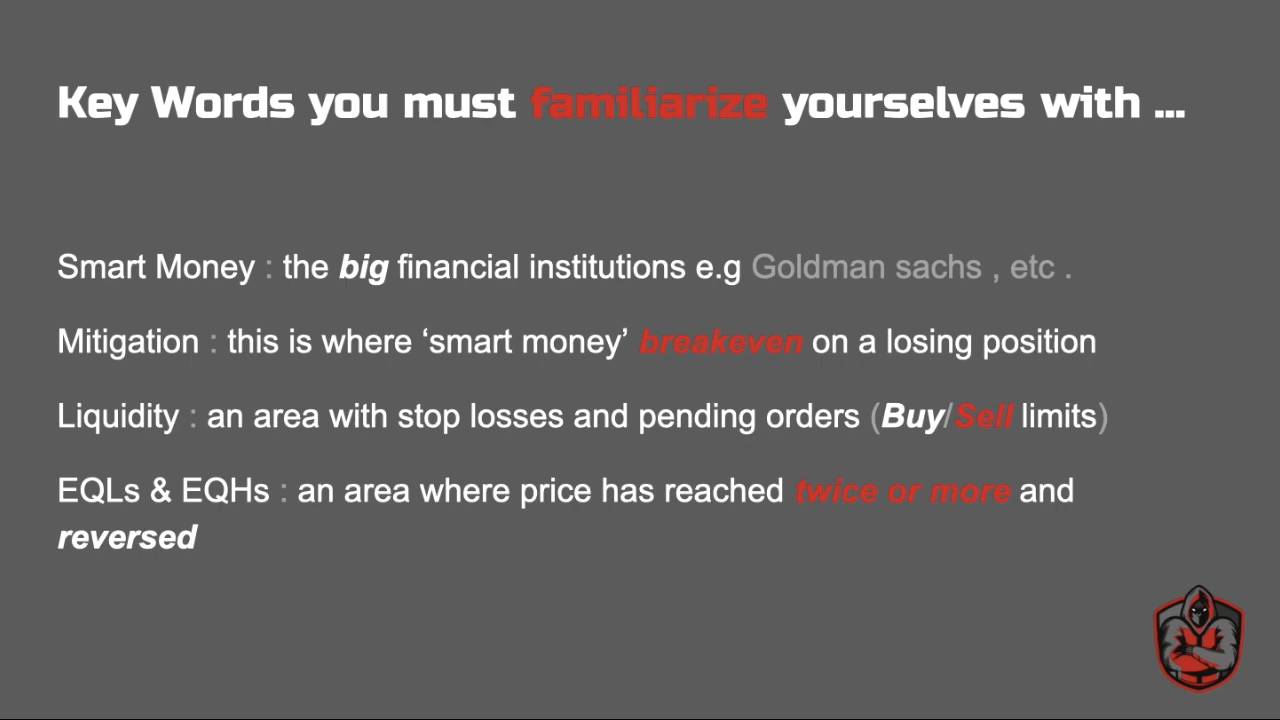 Key Words you must familiarize yourselves with ...
Smart Money : the big financial institutions e.g Goldman sachs , etc .
Mitigation : this is where ‘smart money’ breakeven on a losing position
Liquidity : an area with stop losses and pending orders (Buy/Sell limits)
EQLs & EQHs : an area where price has reached twice or more and
reversed